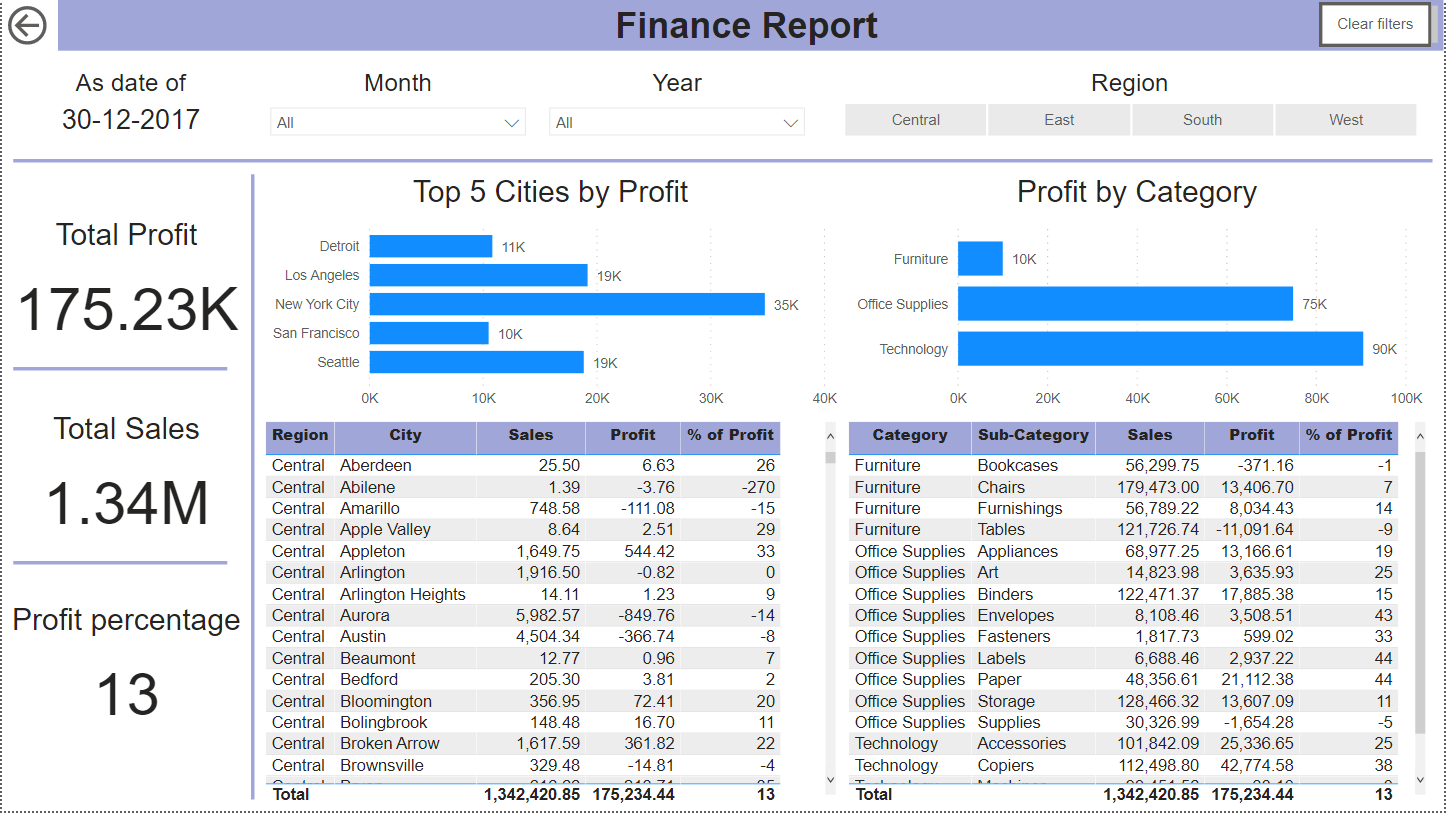 Finance Report
Clear filters
As date of
30-12-2017
Month
All
Year
All
Region
Central East South West
Total Profit
175.23K
Total Sales
1.34M
Profit percentage
13
Top 5 Cities by Profit
Detroit 11K
Los Angeles 19K
New York City 35K
San Francisco 10K
Seattle 19K
0K 10K 20K 30K 40K
Profit by Category
Furniture 10K
Office Supplies 75K
Technology 90K
0K 20K 40K 60K 80K 100K
Region City Sales Profit % of Profit
Central Aberdeen 25.50 6.63 26
Central Abilene 1.39 -3.76 -270
Central Amarillo 748.58 -111.08 -15
Central Apple Valley 8.64 2.51 29
Central Appleton 1,649.75 544.42 33
Central Arlington 1,916.50 -0.82 0
Central Arlington Heights 14.11 1.23 9
Central Aurora 5,982.57 -849.76 -14
Central Austin 4,504.34 -366.74 -8
Central Beaumont 12.77 0.96 7
Central Bedford 205.30 3.81 2
Central Bloomington 356.95 72.41 20
Central Bolingbrook 148.48 16.70 11
Central Broken Arrow 1,617.59 361.82 22
Central Brownsville 329.48 -14.81 -4
Total 1,342,420.85 175,234.44 13
Category Sub-Category Sales Profit % of Profit
Furniture Bookcases 56,299.75 -371.16 -1
Furniture Chairs 179,473.00 13,406.70 7
Furniture Furnishings 56,789.22 8,034.43 14
Furniture Tables 121,726.74 -11,091.64 -9
Office Supplies Appliances 68,977.25 13,166.61 19
Office Supplies Art 14,823.98 3,635.93 25
Office Supplies Binders 122,471.37 17,885.38 15
Office Supplies Envelopes 8,108.46 3,508.51 43
Office Supplies Fasteners 1,817.73 599.02 33
Office Supplies Labels 6,688.46 2,937.22 44
Office Supplies Paper 48,356.61 21,112.38 44
Office Supplies Storage 128,466.32 13,607.09 11
Office Supplies Supplies 30,326.99 -1,654.28 -5
Technology Accessories 101,842.09 25,336.65 25
Technology Copiers 112,498.80 42,774.58 38
Total 1,342,420.85 175,234.44 13